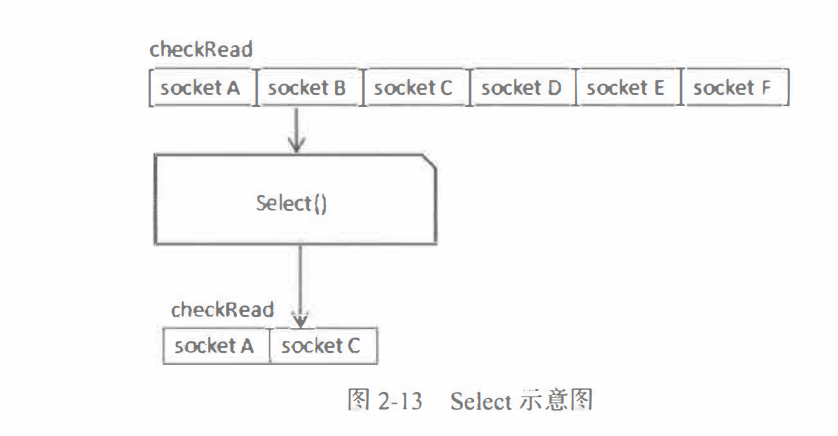 checkRead
socket A socket B socket C socket D socket E socket F
Select()
checkRead
socket A socket C
图 2-13 Select 示意图